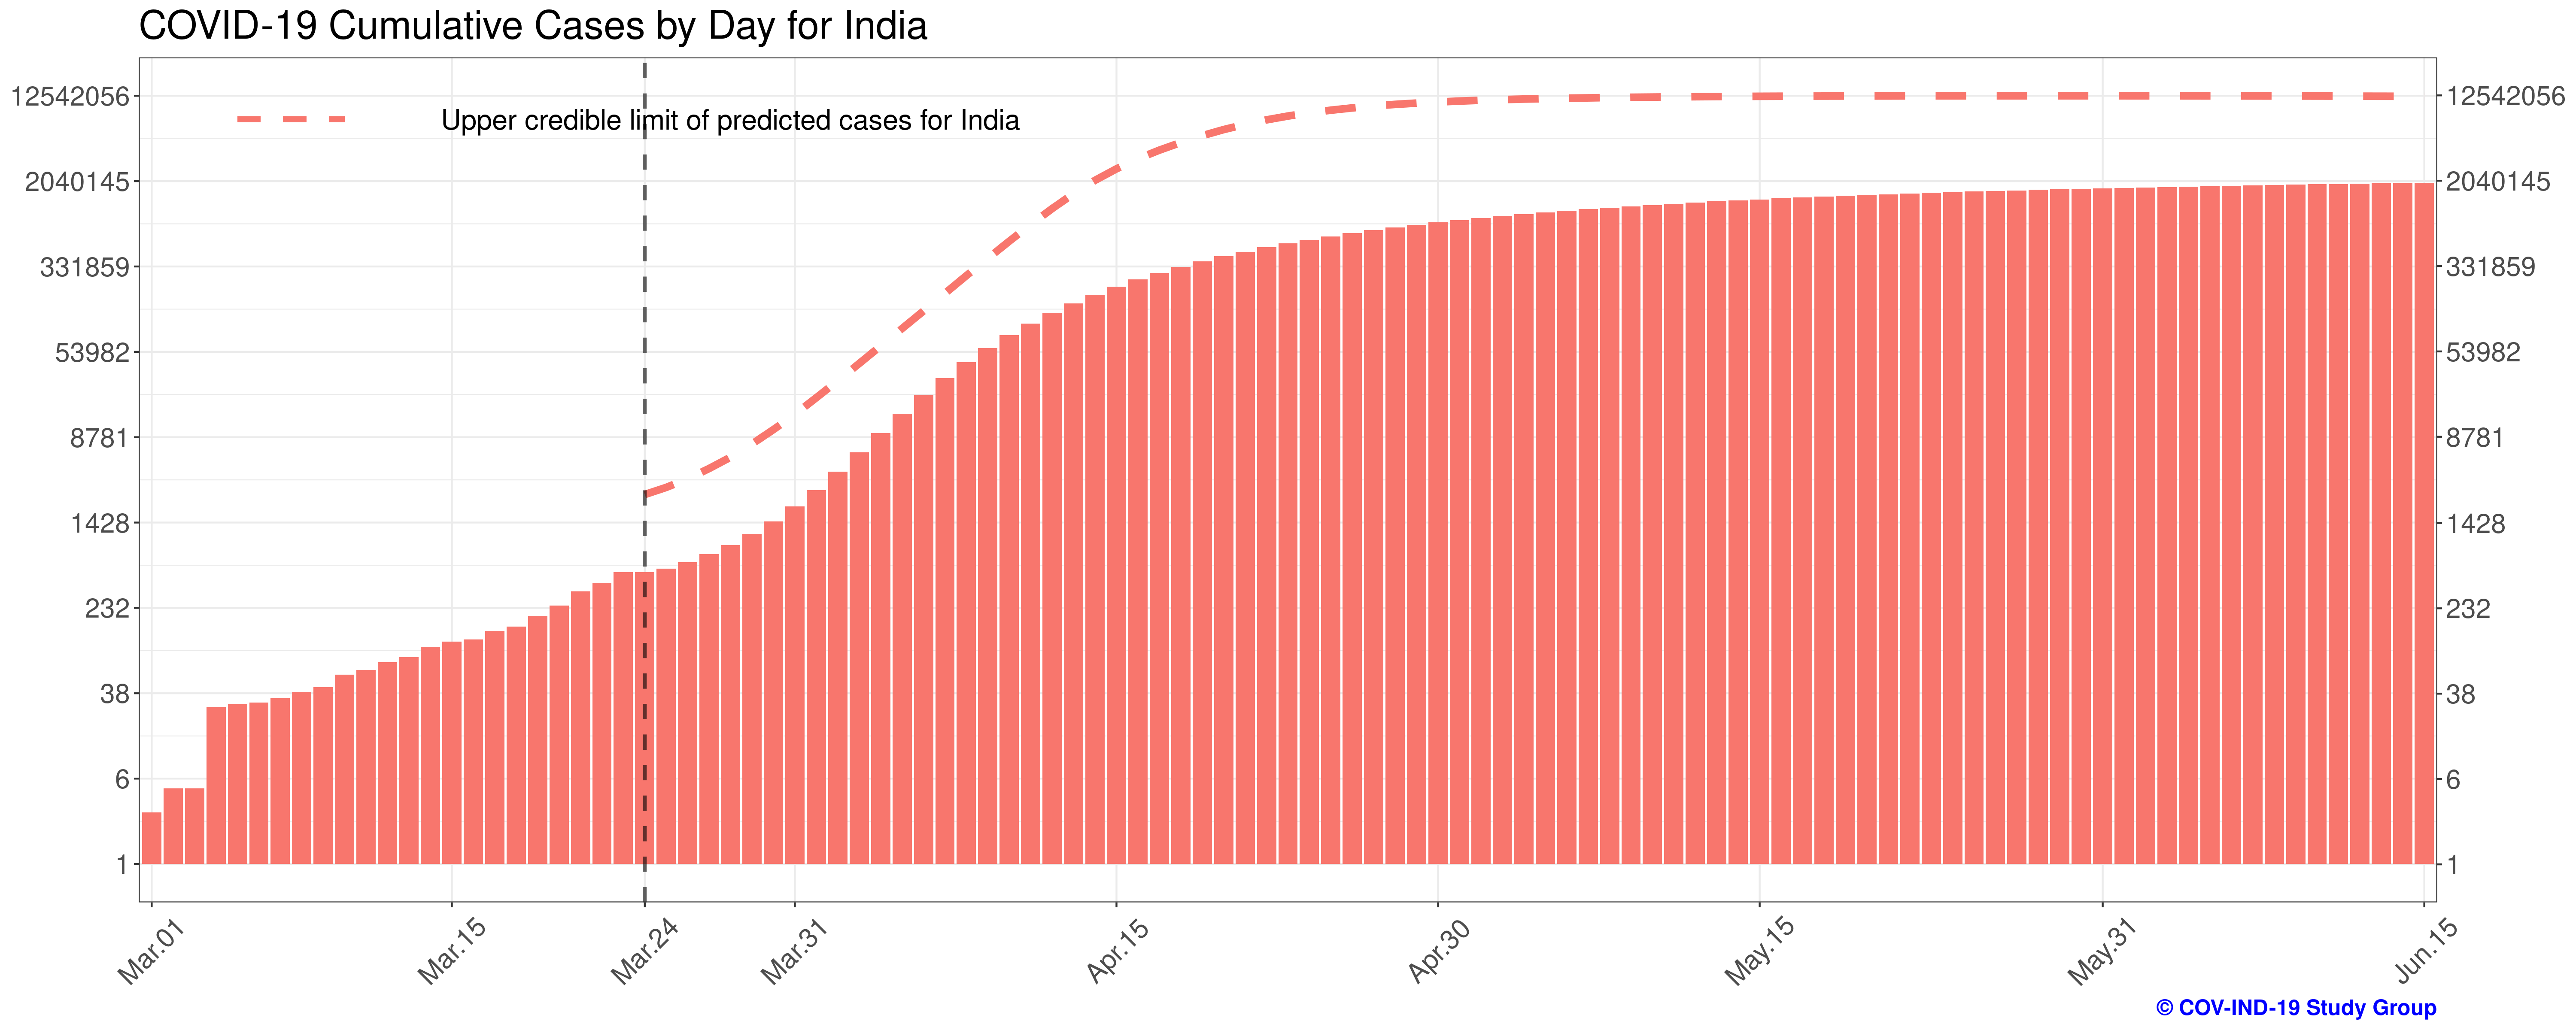 COVID-19 Cumulative Cases by Day for India
Upper credible limit of predicted cases for India
12542056
2040145
331859
53982
8781
1428
232
38
6
1
12542056
2040145
331859
53982
8781
1428
232
38
6
1
Mar.01
Mar.15
Mar.24
Mar.31
Apr.15
Apr.30
May.15
May.31
Jun.15
© COV-IND-19 Study Group